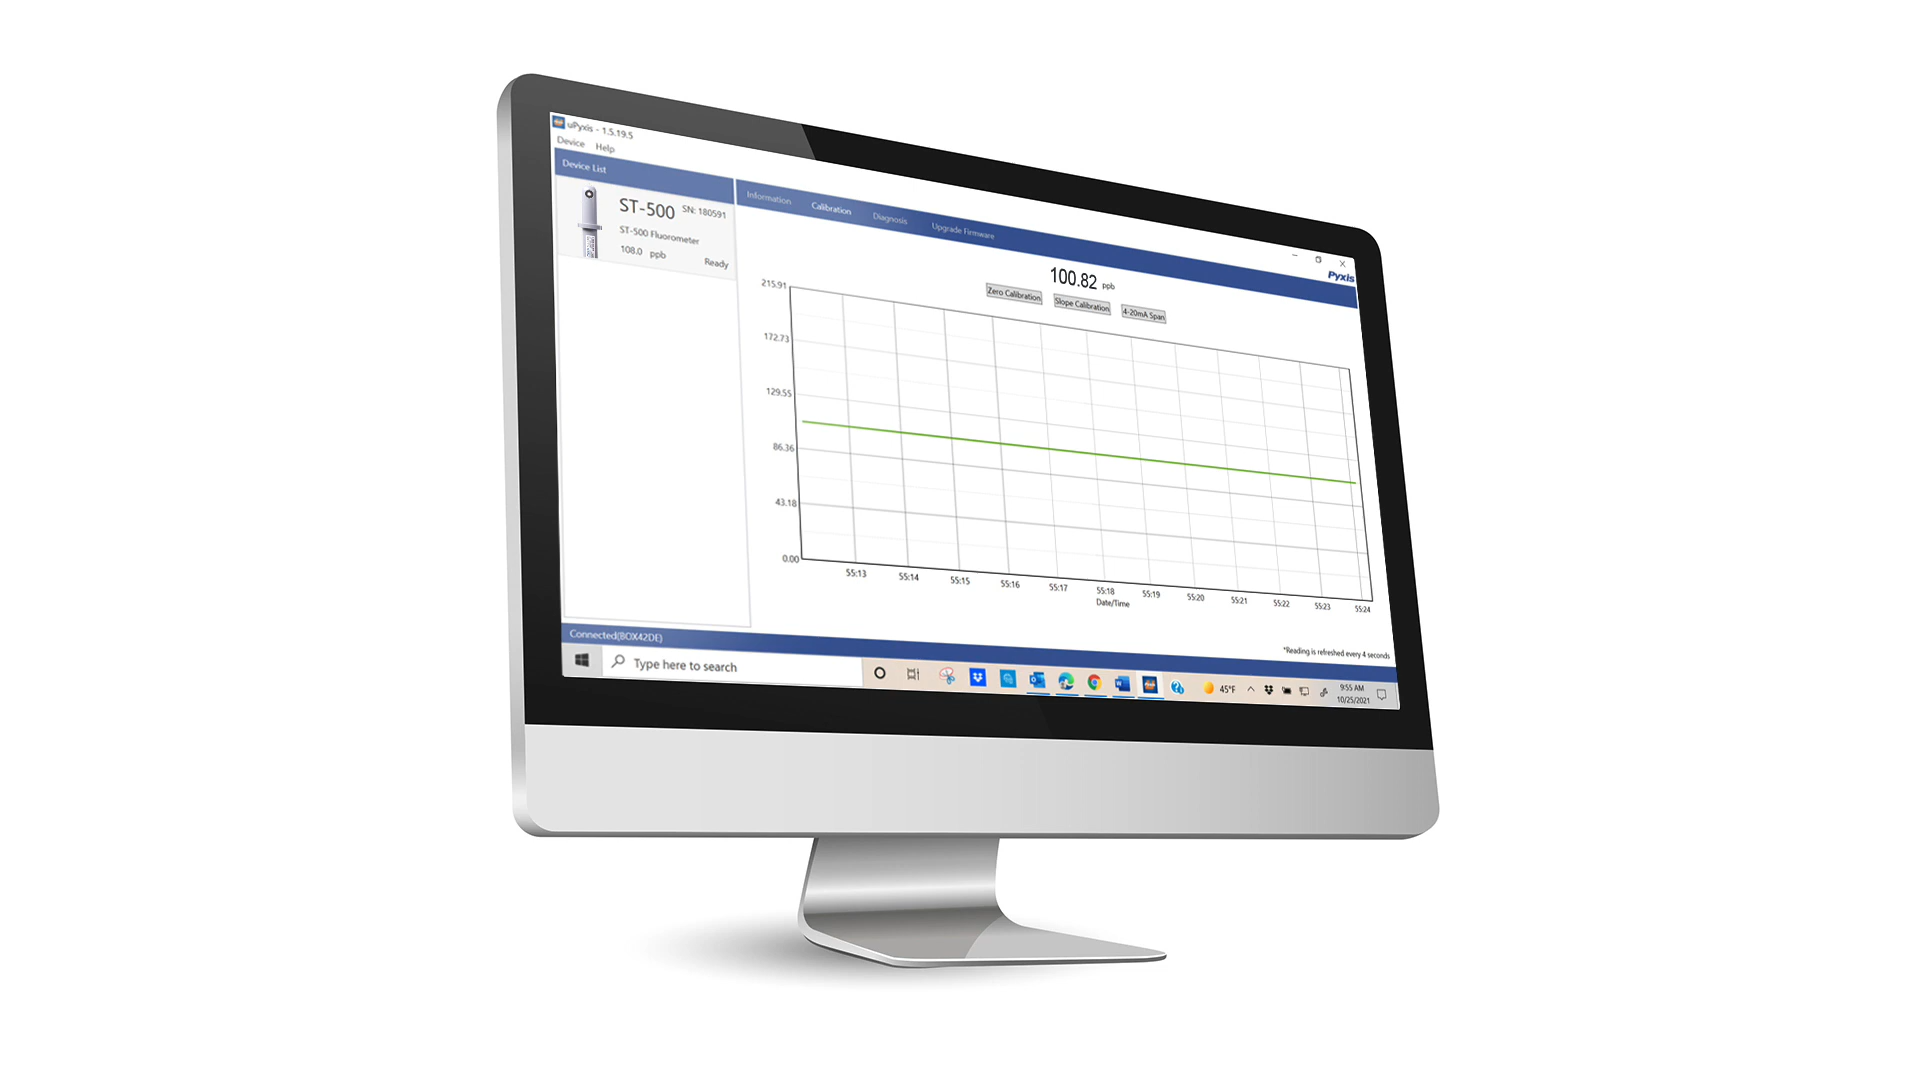 uPyxis - 1.5.19.5
Device Help
Device List
ST-500 SN: 180591
ST-500 Fluorometer
108.0 ppb
Ready
Information Calibration Diagnosis Upgrade Firmware
Pyxis
100.82 ppb
Zero Calibration Slope Calibration 4-20mA Span
215.91
172.73
129.55
86.36
43.18
0.00
55:13 55:14 55:15 55:16 55:17 55:18 55:19 55:20 55:21 55:22 55:23 55:24
Date/Time
*Reading is refreshed every 4 seconds
Connected(BOX42DE)
Type here to search
45°F
9:55 AM
10/25/2021